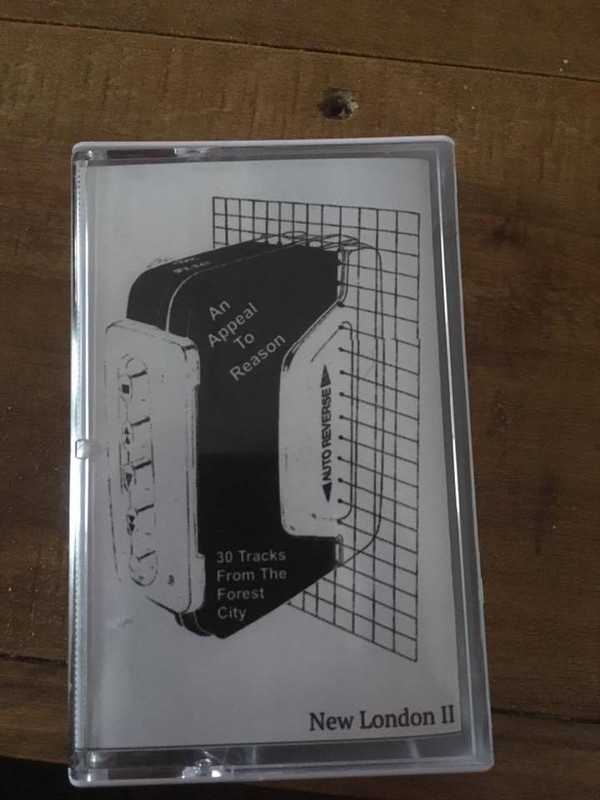 An
Appeal
To
Reason
◀AUTO REVERSE▶
30 Tracks
From The
Forest
City
New London II